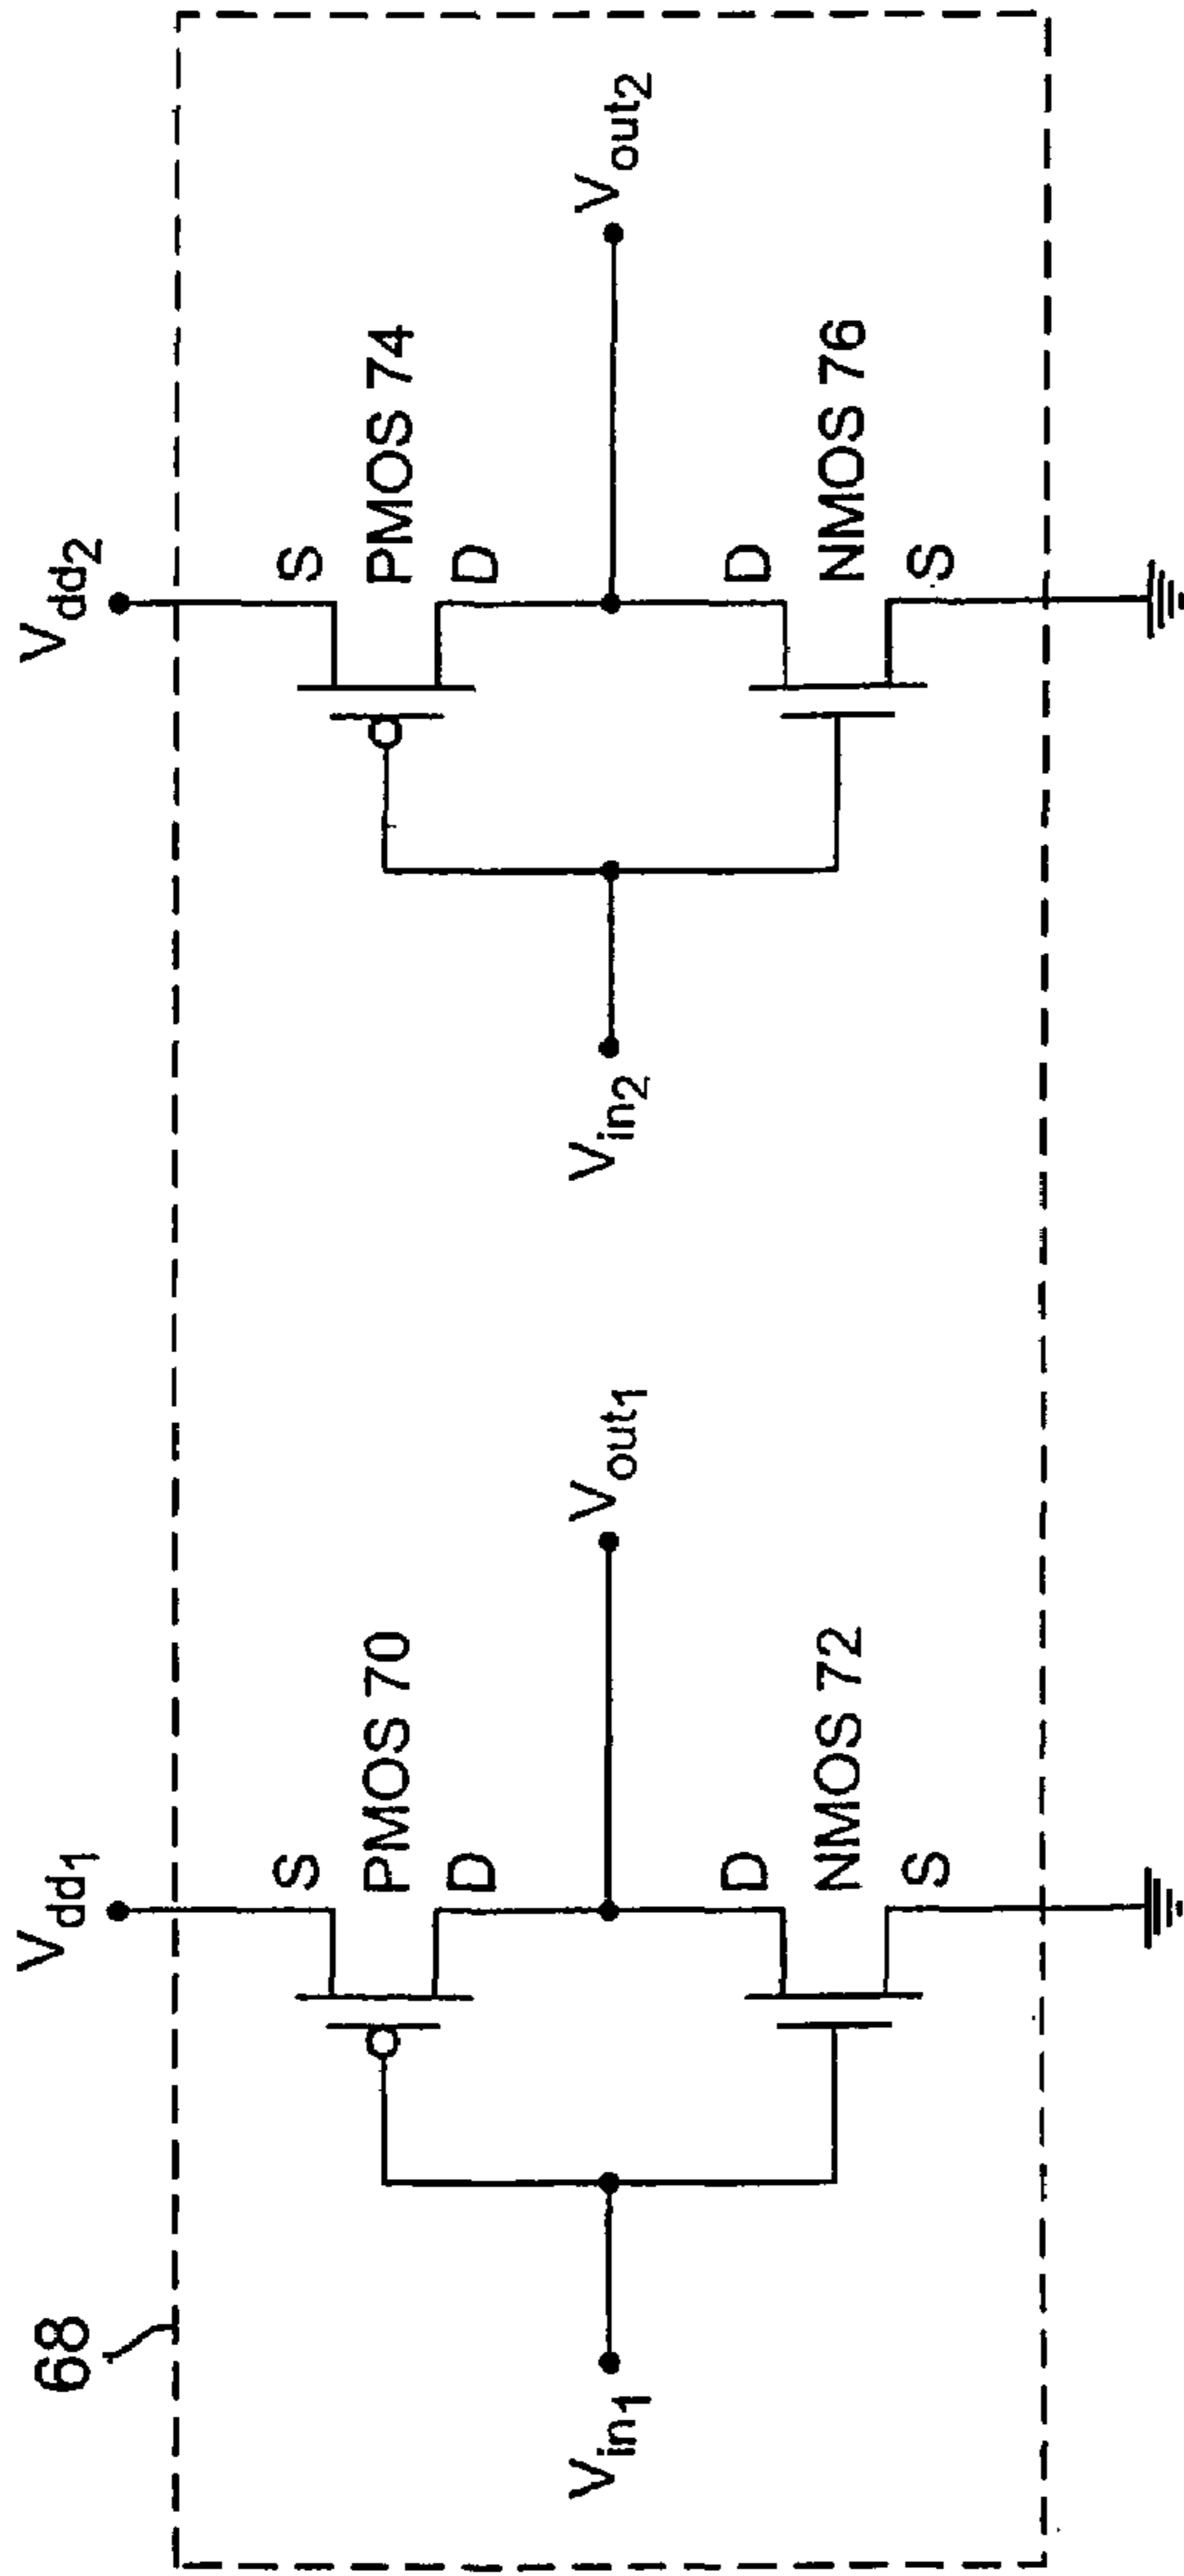 68
Vdd1
Vdd2
S
PMOS 70
D
S
PMOS 74
D
Vin1
Vout1
Vin2
Vout2
D
NMOS 72
S
D
NMOS 76
S